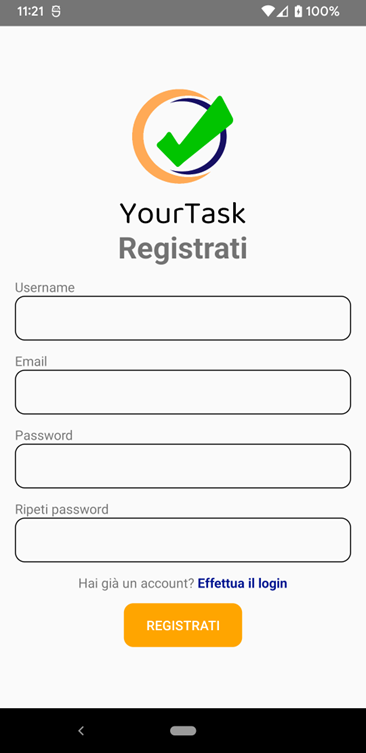 11:21 100%
YourTask
Registrati
Username
Email
Password
Ripeti password
Hai già un account? Effettua il login
REGISTRATI